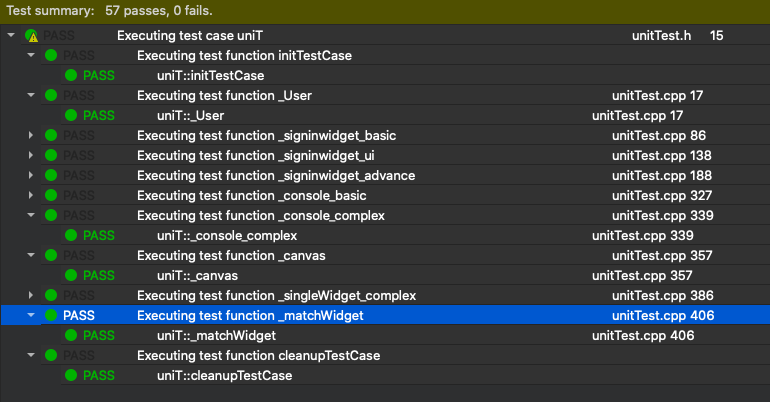 Test summary: 57 passes, 0 fails.
PASS Executing test case uniT unitTest.h 15
PASS Executing test function initTestCase
PASS uniT::initTestCase
PASS Executing test function _User unitTest.cpp 17
PASS uniT::_User unitTest.cpp 17
PASS Executing test function _signinwidget_basic unitTest.cpp 86
PASS Executing test function _signinwidget_ui unitTest.cpp 138
PASS Executing test function _signinwidget_advance unitTest.cpp 188
PASS Executing test function _console_basic unitTest.cpp 327
PASS Executing test function _console_complex unitTest.cpp 339
PASS uniT::_console_complex unitTest.cpp 339
PASS Executing test function _canvas unitTest.cpp 357
PASS uniT::_canvas unitTest.cpp 357
PASS Executing test function _singleWidget_complex unitTest.cpp 386
PASS Executing test function _matchWidget unitTest.cpp 406
PASS uniT::_matchWidget unitTest.cpp 406
PASS Executing test function cleanupTestCase
PASS uniT::cleanupTestCase